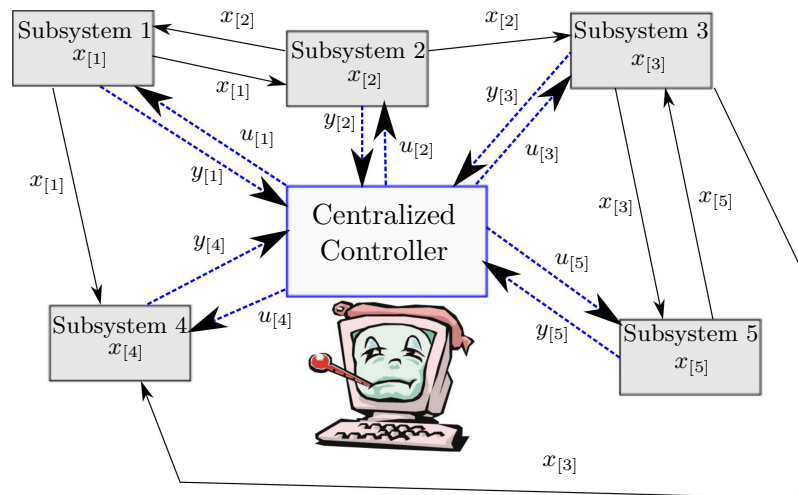 Subsystem 1
x[1]
x[2]
x[1]
Subsystem 2
x[2]
x[2]
Subsystem 3
x[3]
y[2]
u[2]
y[3]
u[3]
u[1]
y[1]
x[1]
Centralized
Controller
x[3]
x[5]
y[4]
u[4]
u[5]
y[5]
Subsystem 4
x[4]
Subsystem 5
x[5]
x[3]